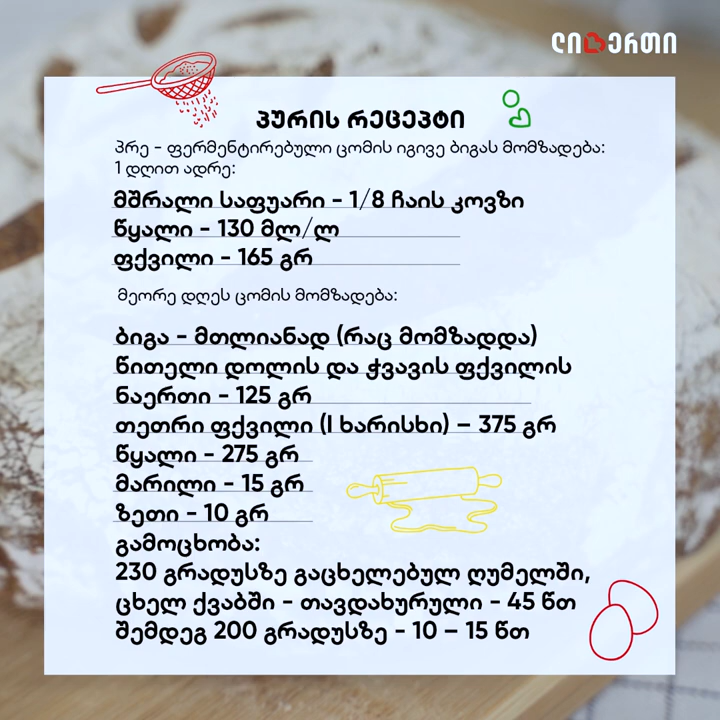 ლიბერთი
პურის რეცეპტი
პრე - ფერმენტირებული ცომის იგივე ბიგას მომზადება:
1 დღით ადრე:
მშრალი საფუარი - 1/8 ჩაის კოვზი
წყალი - 130 მლ/ლ
ფქვილი - 165 გრ
მეორე დღეს ცომის მომზადება:
ბიგა - მთლიანად (რაც მომზადდა)
წითელი დოლის და ჭვავის ფქვილის
ნაერთი - 125 გრ
თეთრი ფქვილი (I ხარისხი) – 375 გრ
წყალი - 275 გრ
მარილი - 15 გრ
ზეთი - 10 გრ
გამოცხობა:
230 გრადუსზე გაცხელებულ ღუმელში,
ცხელ ქვაბში - თავდახურული - 45 წთ
შემდეგ 200 გრადუსზე - 10 – 15 წთ